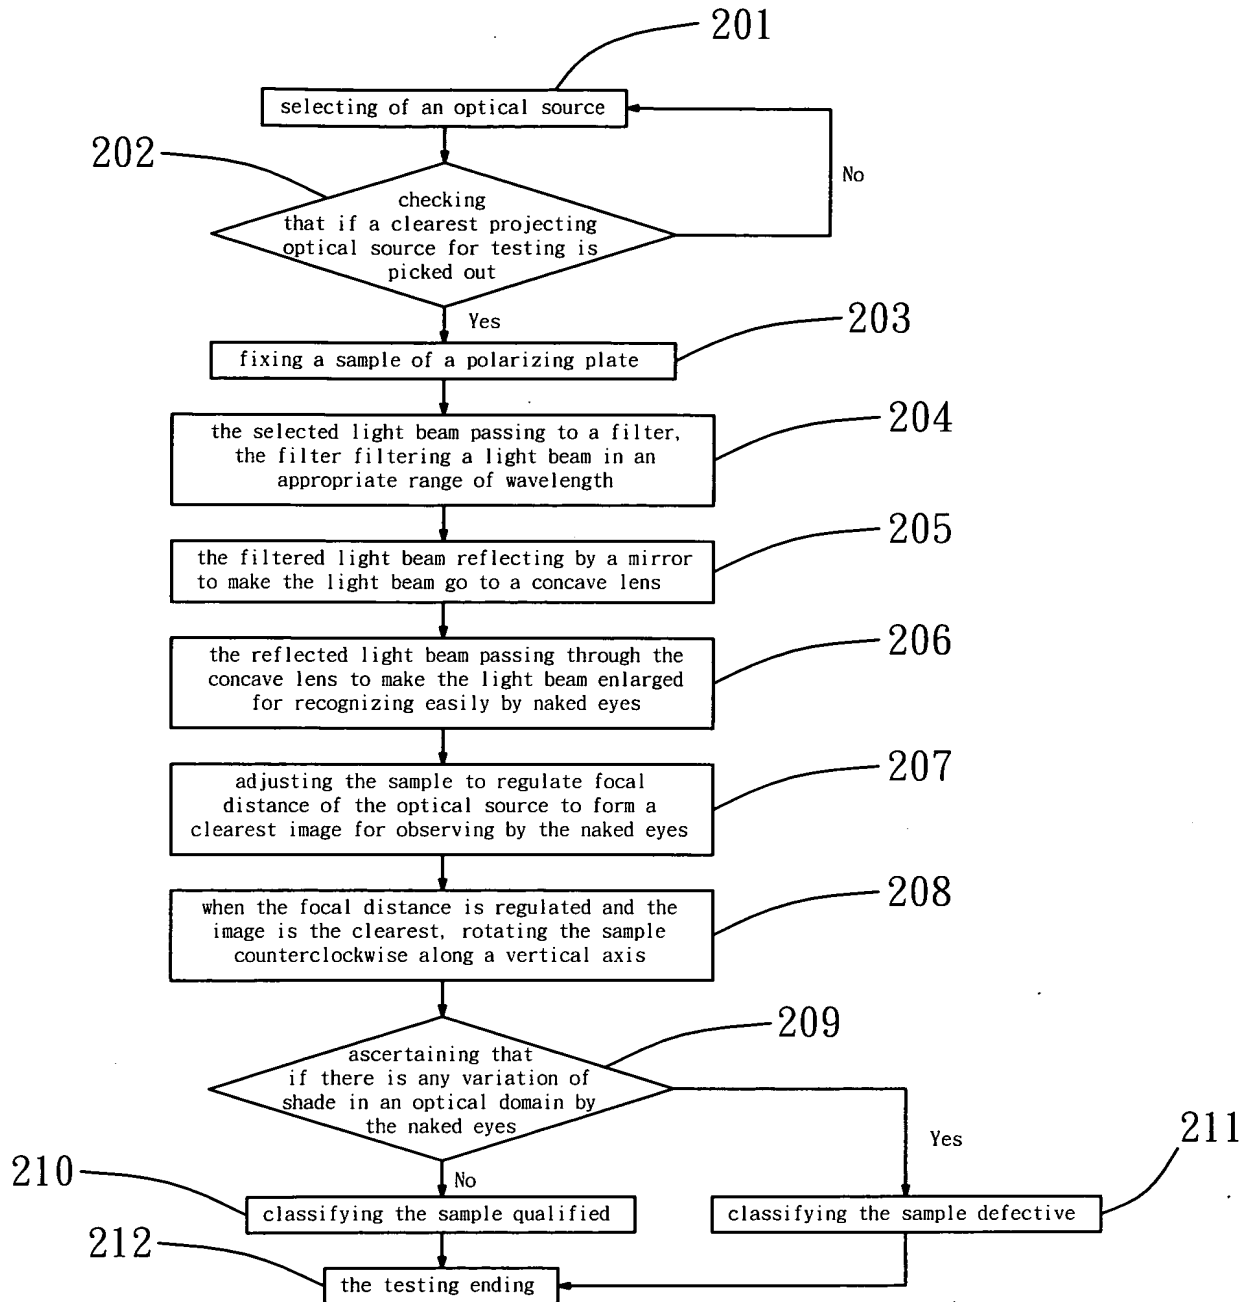 201
selecting of an optical source
202
No
checking
that if a clearest projecting
optical source for testing is
picked out
Yes
203
fixing a sample of a polarizing plate
204
the selected light beam passing to a filter,
the filter filtering a light beam in an
appropriate range of wavelength
205
the filtered light beam reflecting by a mirror
to make the light beam go to a concave lens
206
the reflected light beam passing through the
concave lens to make the light beam enlarged
for recognizing easily by naked eyes
207
adjusting the sample to regulate focal
distance of the optical source to form a
clearest image for observing by the naked eyes
208
when the focal distance is regulated and the
image is the clearest, rotating the sample
counterclockwise along a vertical axis
209
ascertaining that
if there is any variation of
shade in an optical domain by
the naked eyes
Yes
211
210
No
classifying the sample qualified
classifying the sample defective
212
the testing ending